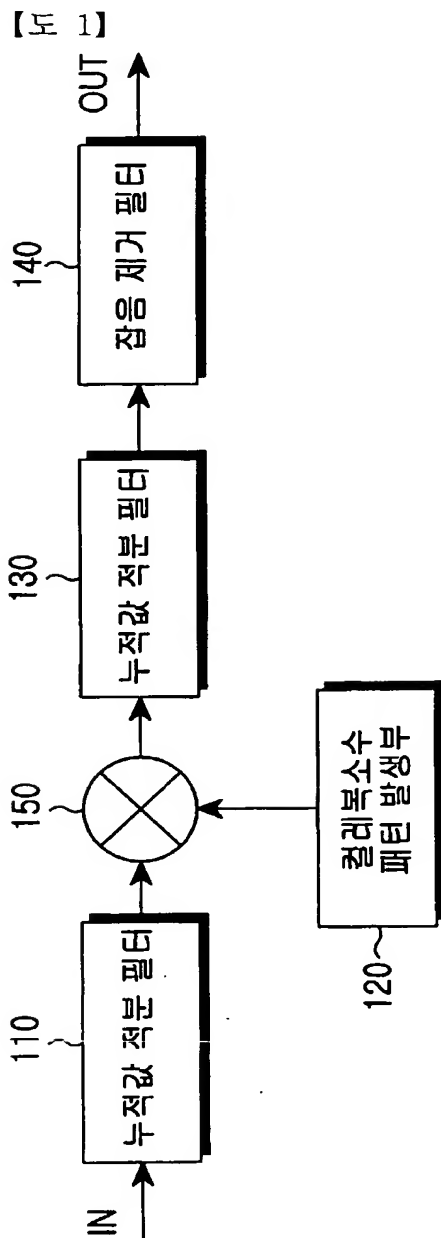 【도 1】
IN
110
누적값 적분 필터
150
120
컬레복소수
패턴 발생부
130
누적값 적분 필터
140
잡음 제거 필터
OUT